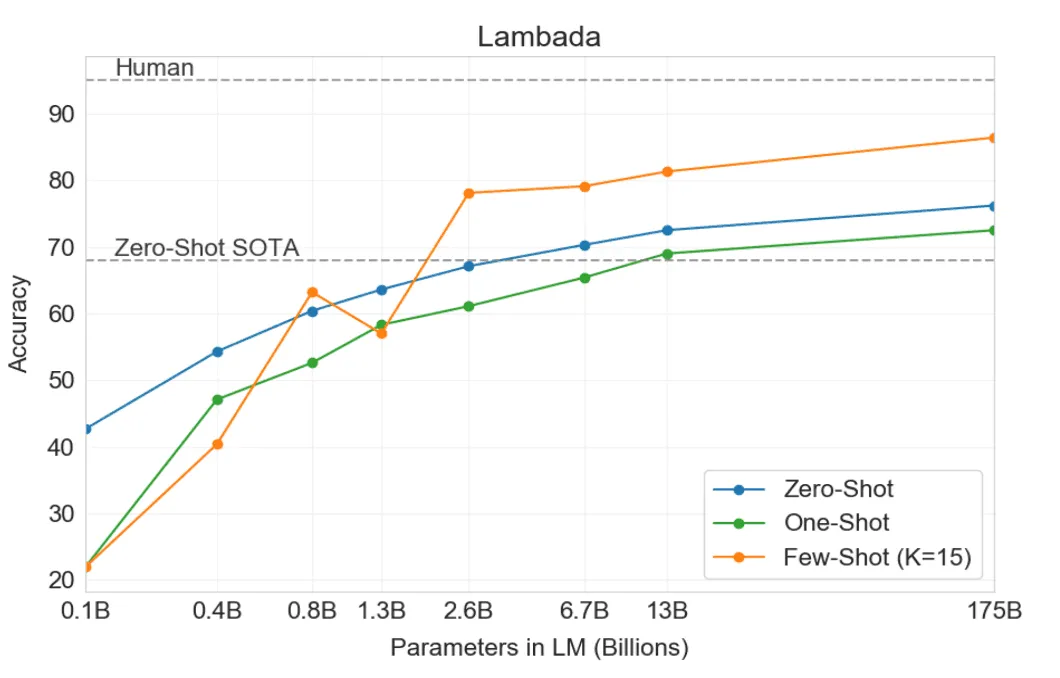 Lambada
Human
90
80
70
Zero-Shot SOTA
60
50
40
30
20
Accuracy
Zero-Shot
One-Shot
Few-Shot (K=15)
0.1B 0.4B 0.8B 1.3B 2.6B 6.7B 13B 175B
Parameters in LM (Billions)